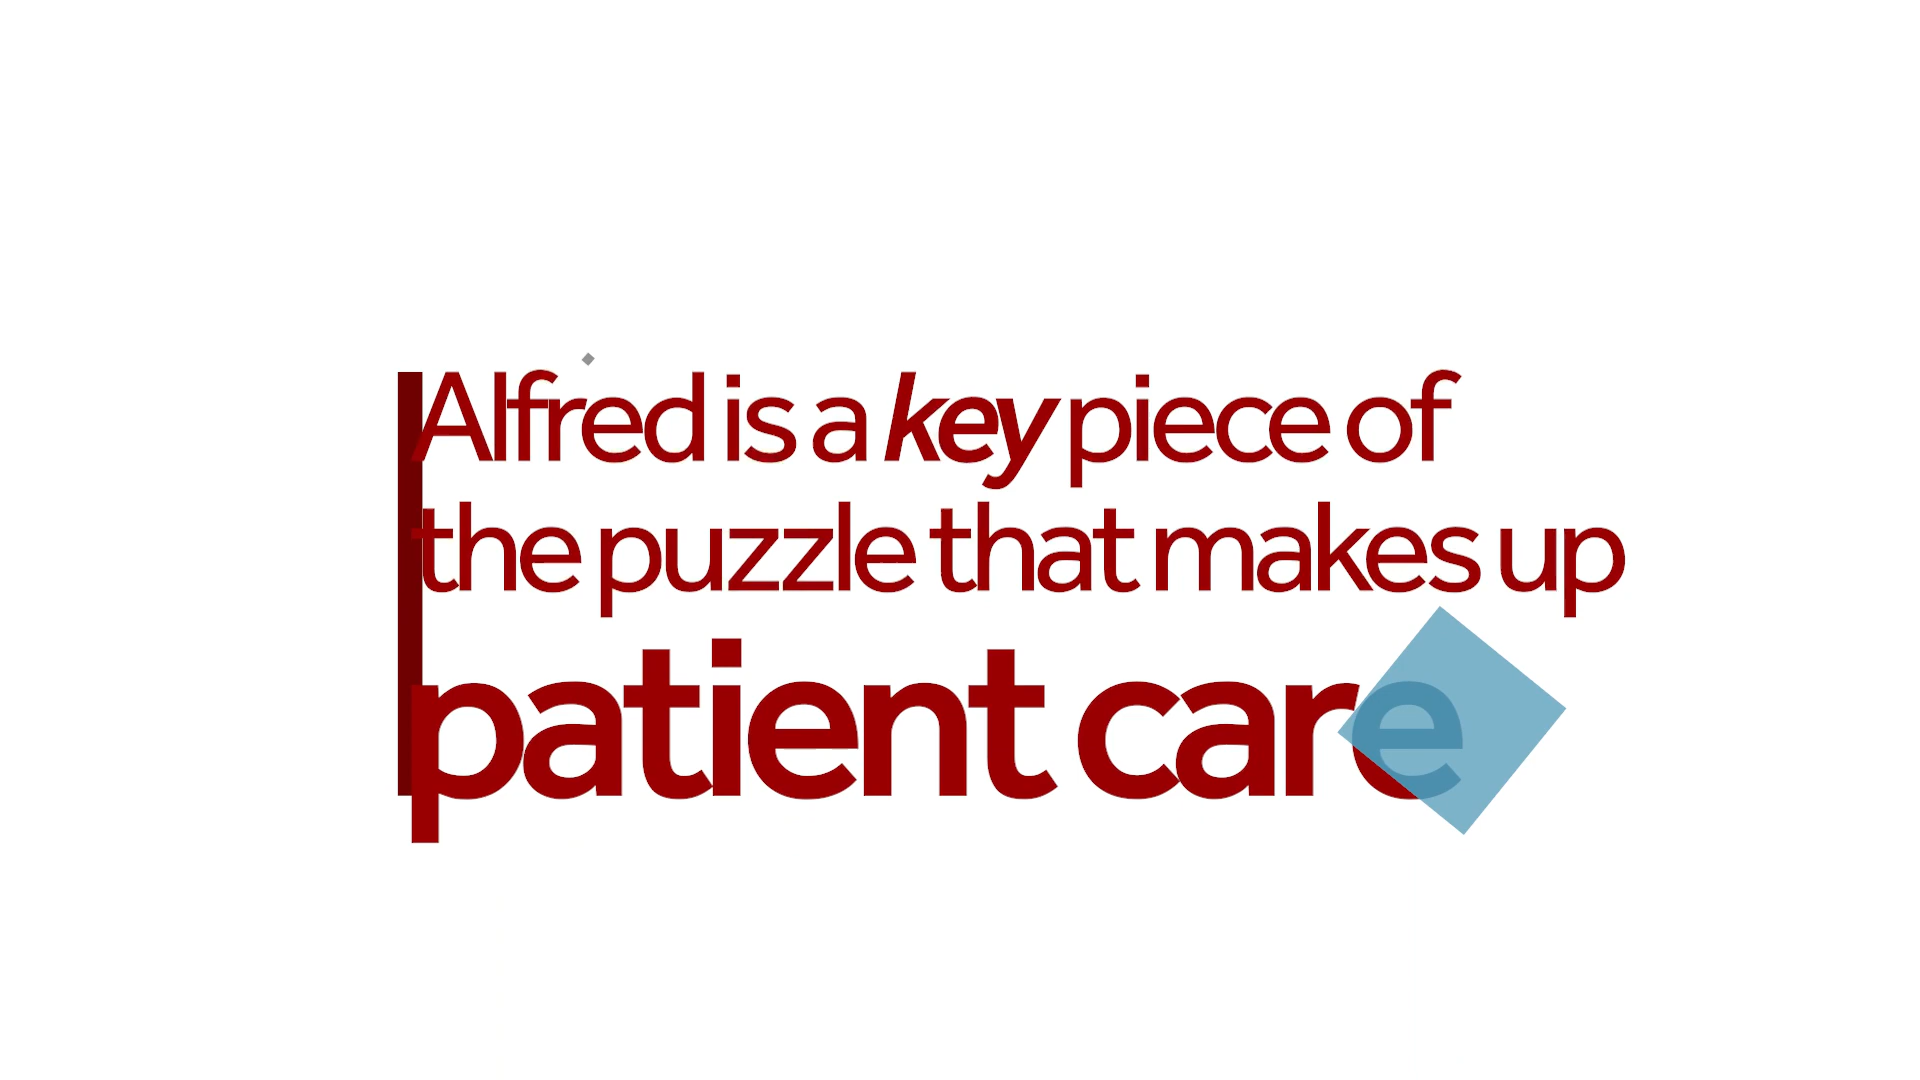 Alfred is a key piece of
the puzzle that makes up
patient care